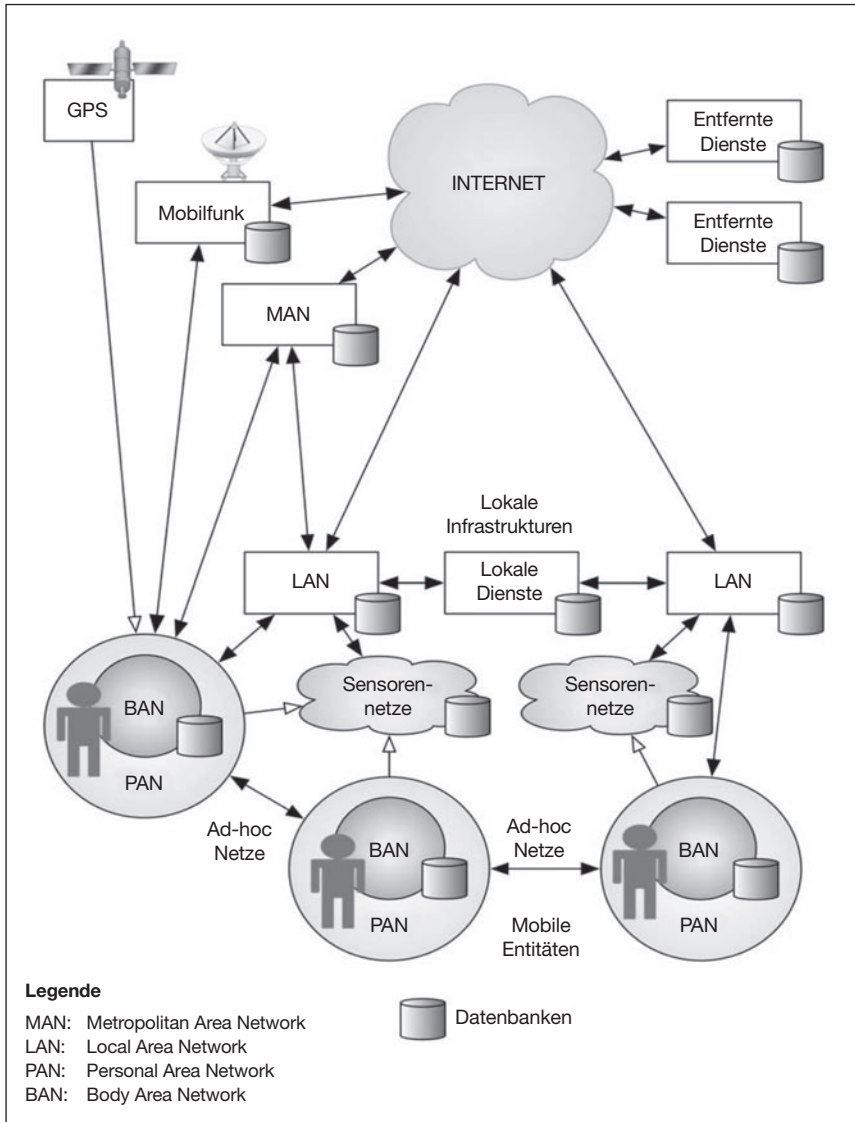 GPS
Mobilfunk
MAN
INTERNET
Entfernte
Dienste
Entfernte
Dienste
Lokale
Infrastrukturen
LAN
Lokale
Dienste
LAN
BAN
PAN
Sensoren-
netze
Sensoren-
netze
Ad-hoc
Netze
BAN
PAN
Ad-hoc
Netze
Mobile
Entitäten
BAN
PAN
Legende
MAN: Metropolitan Area Network
LAN: Local Area Network
PAN: Personal Area Network
BAN: Body Area Network
Datenbanken